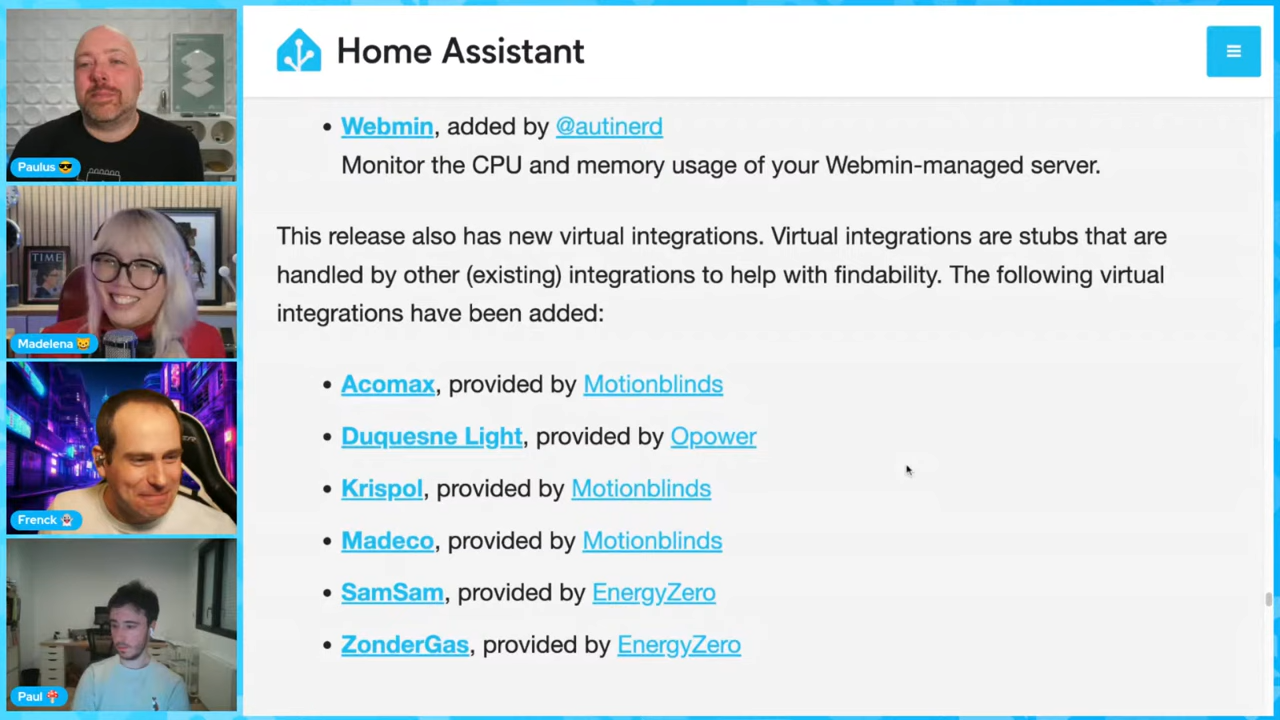 Home Assistant
Webmin, added by @autinerd
Monitor the CPU and memory usage of your Webmin-managed server.
This release also has new virtual integrations. Virtual integrations are stubs that are
handled by other (existing) integrations to help with findability. The following virtual
integrations have been added:
Acomax, provided by Motionblinds
Duquesne Light, provided by Opower
Krispol, provided by Motionblinds
Madeco, provided by Motionblinds
SamSam, provided by EnergyZero
ZonderGas, provided by EnergyZero
Paulus 😎
TIME
Madelena 😺
Frenck 👻
Paul 🍄